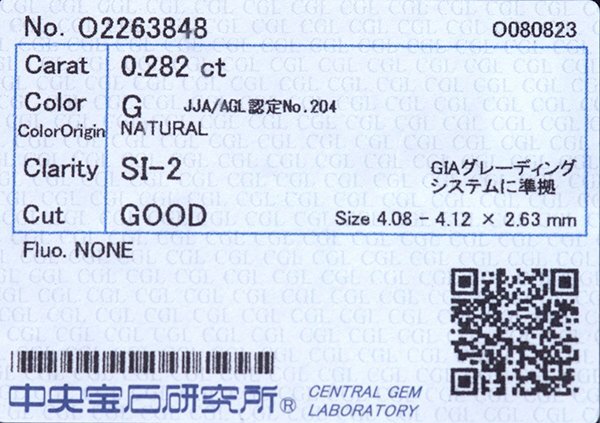 No. O2263848 O080823
Carat 0.282 ct
Color G JJA/AGL認定No.204
ColorOrigin NATURAL
Clarity SI-2 GIAグレーディング
システムに準拠
Cut GOOD Size 4.08 - 4.12 × 2.63 mm
Fluo. NONE
中央宝石研究所® CENTRAL GEM
LABORATORY